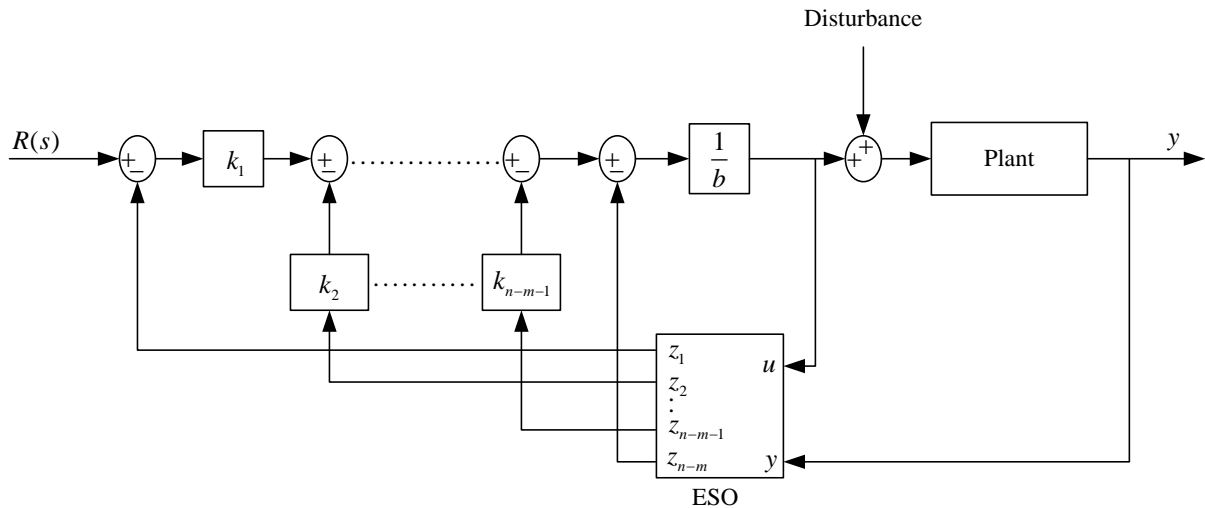 Disturbance
R(s)
+
−
k₁
+
−
............
+
−
+
−
1/b
+
+
Plant
y
k₂
..........
kₙ₋ₘ₋₁
z₁
z₂
⋮
zₙ₋ₘ₋₁
zₙ₋ₘ
u
y
ESO